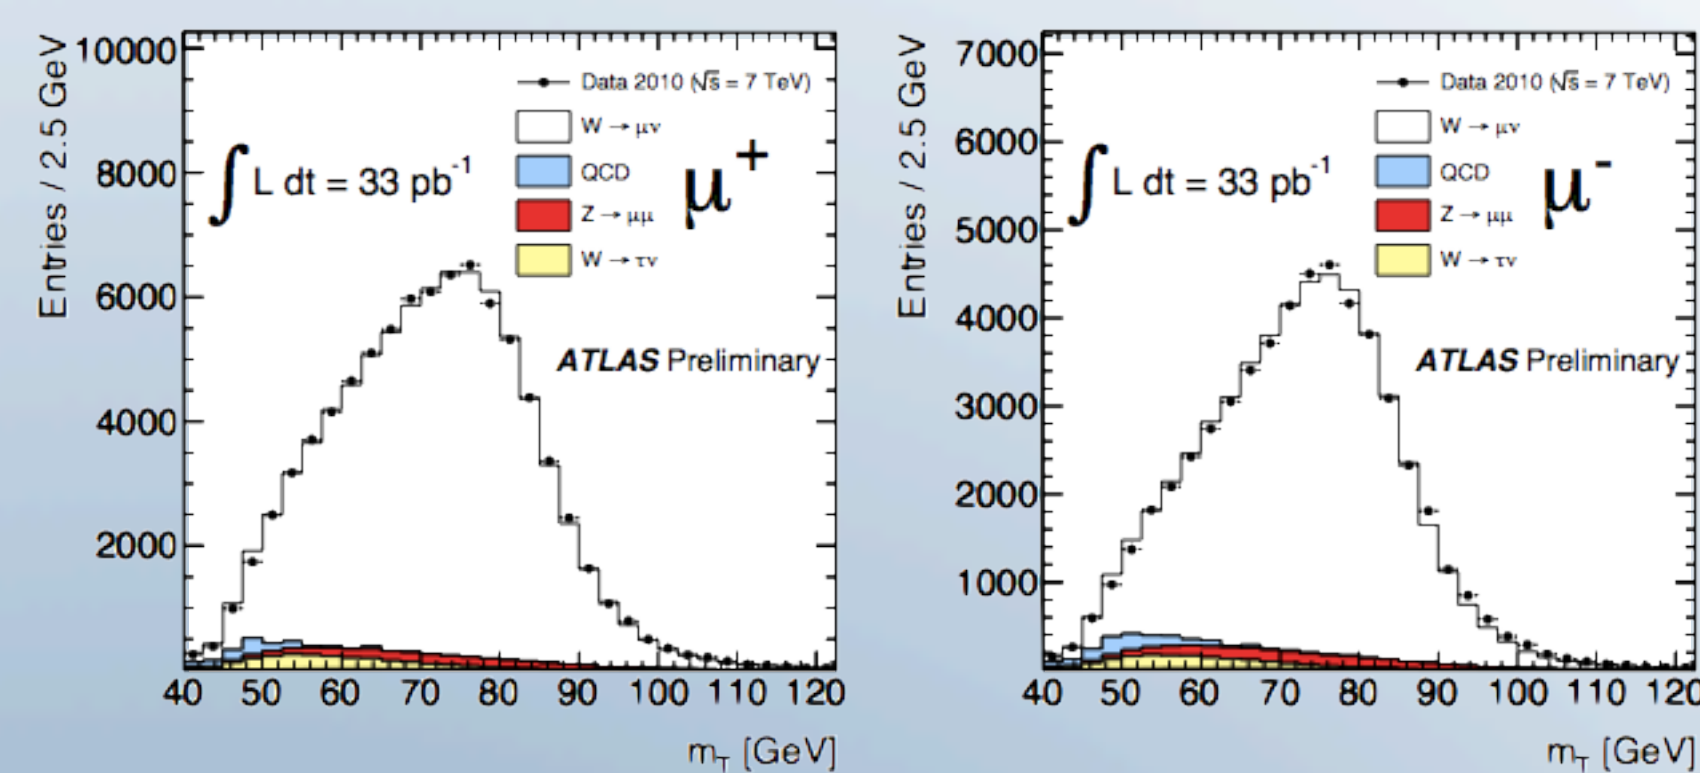 Entries / 2.5 GeV
10000
8000
6000
4000
2000
Data 2010 (√s = 7 TeV)
W → μν
QCD
Z → μμ
W → τν
∫ L dt = 33 pb⁻¹
μ⁺
ATLAS Preliminary
40 50 60 70 80 90 100 110 120
m_T [GeV]
Entries / 2.5 GeV
7000
6000
5000
4000
3000
2000
1000
Data 2010 (√s = 7 TeV)
W → μν
QCD
Z → μμ
W → τν
∫ L dt = 33 pb⁻¹
μ⁻
ATLAS Preliminary
40 50 60 70 80 90 100 110 120
m_T [GeV]